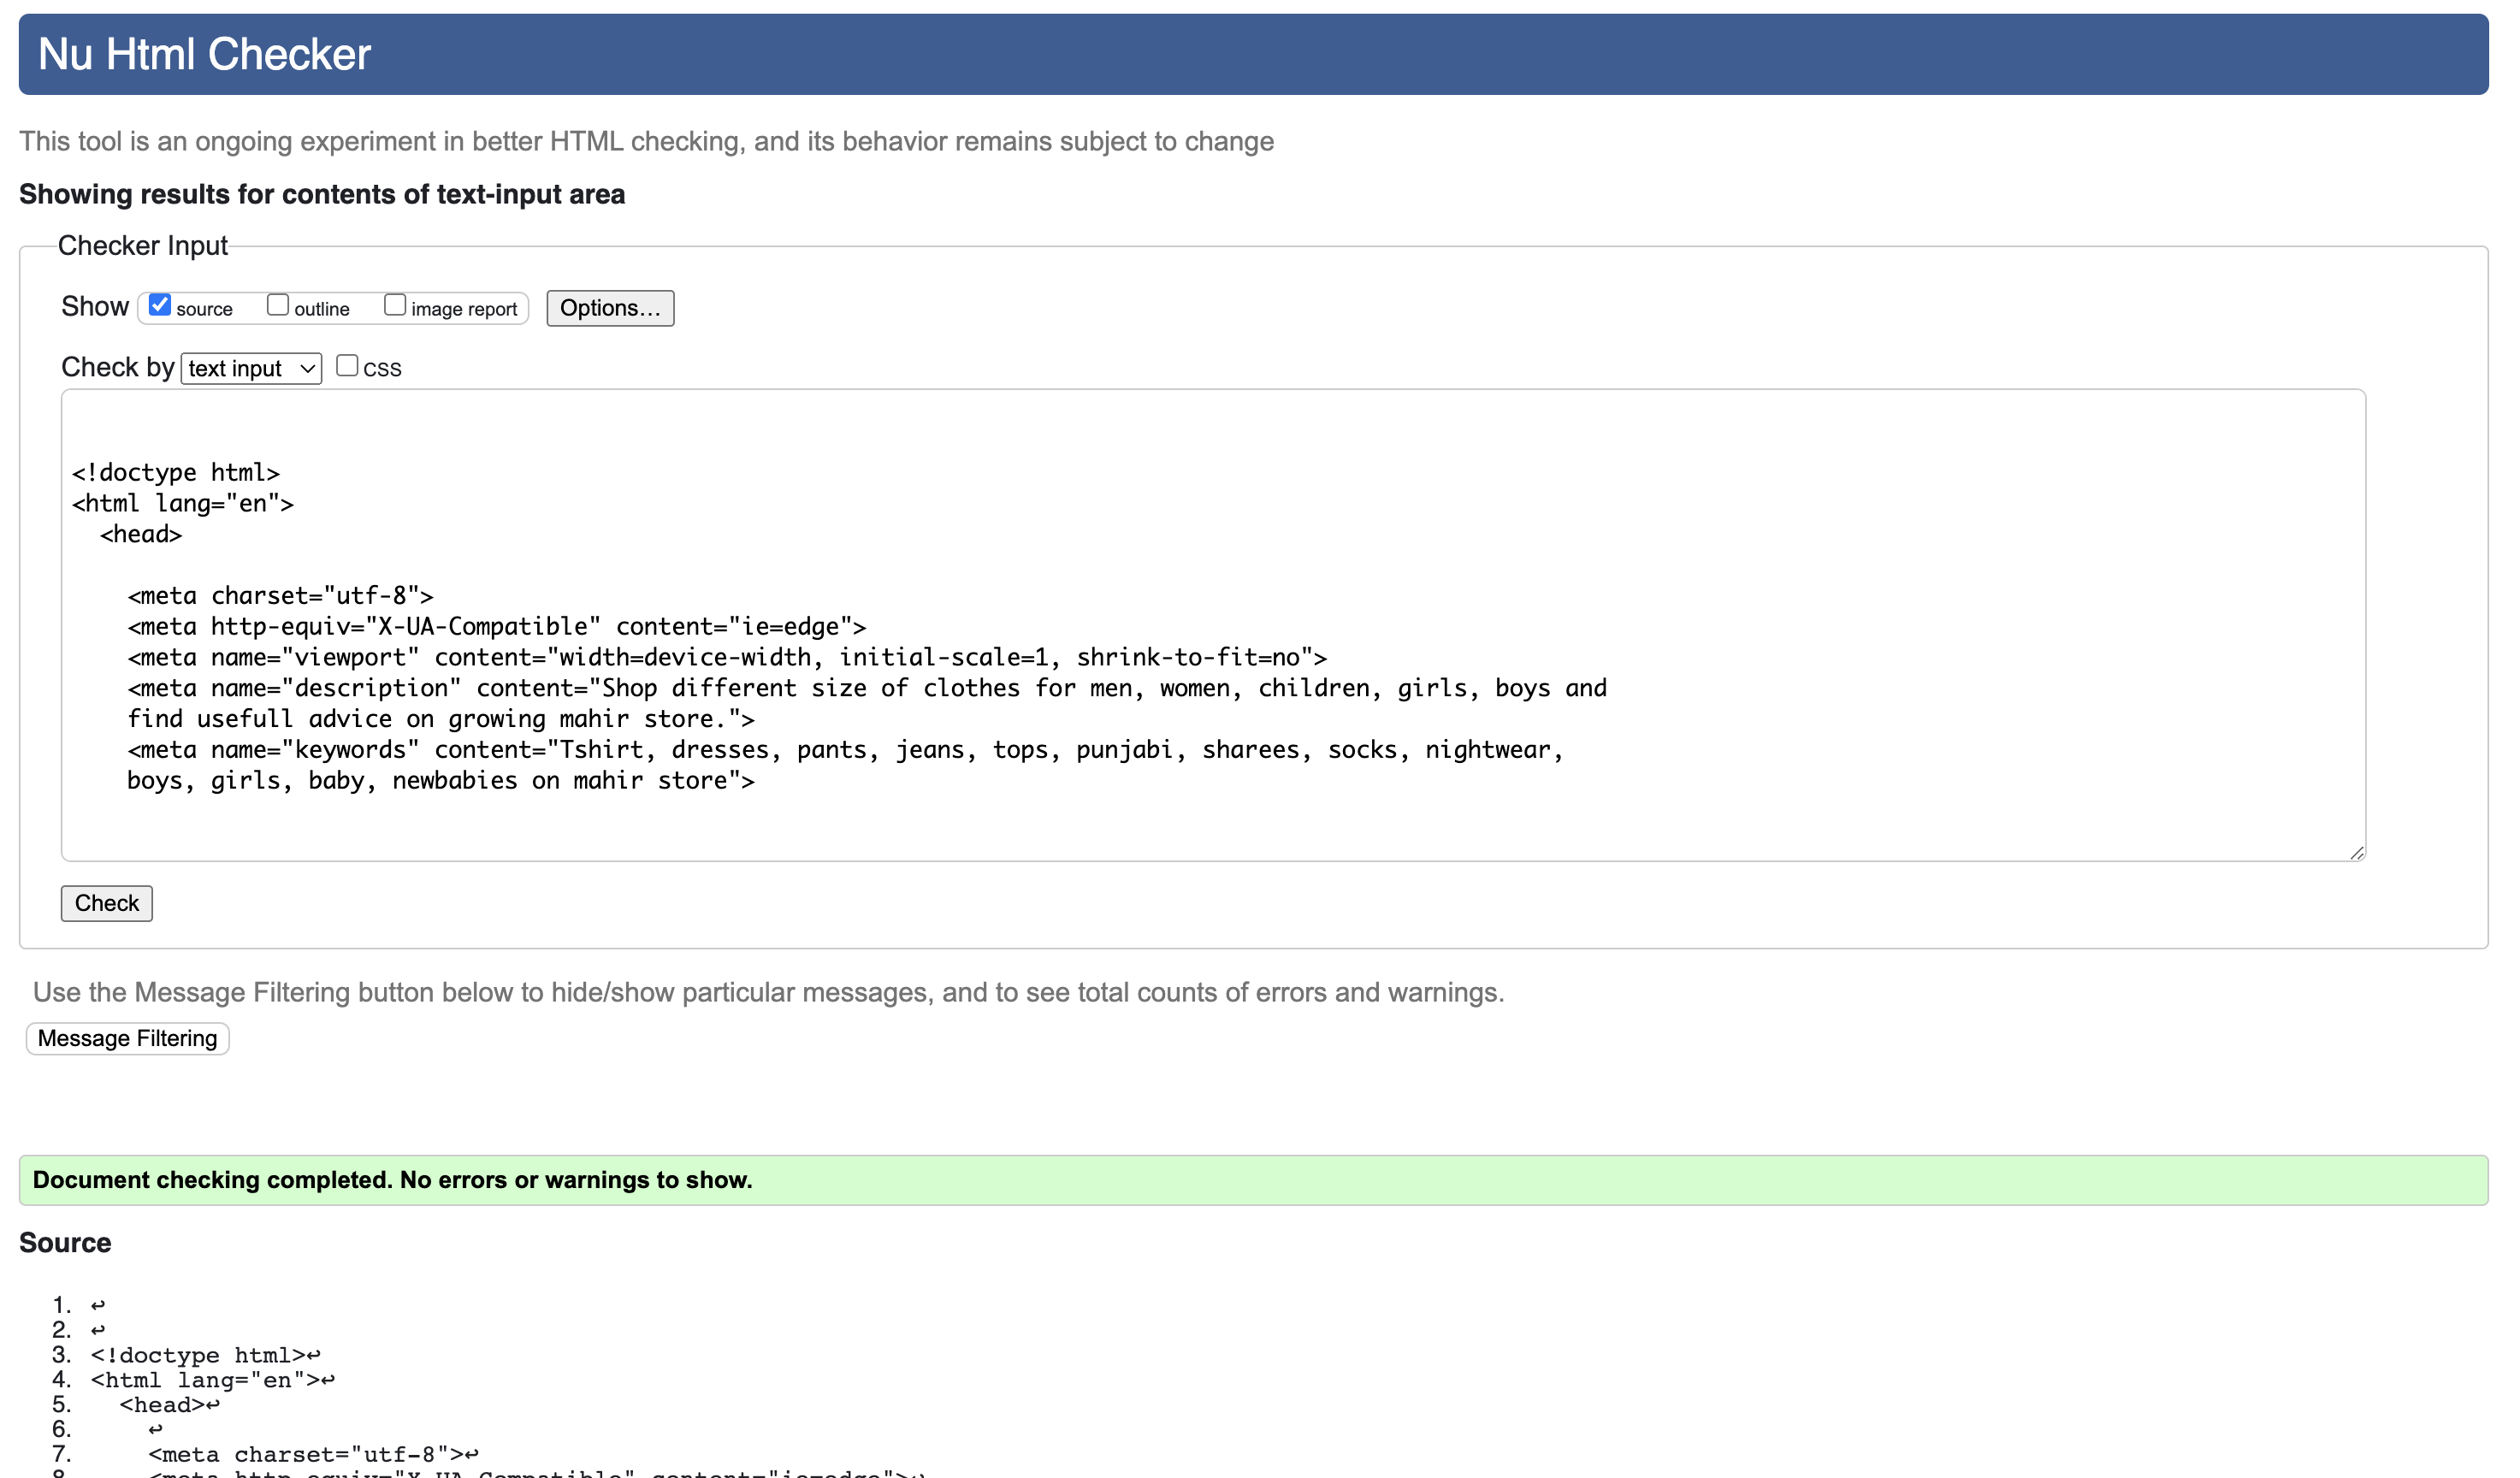 Nu Html Checker
This tool is an ongoing experiment in better HTML checking, and its behavior remains subject to change
Showing results for contents of text-input area
Checker Input
Show source outline image report Options...
Check by text input CSS
<!doctype html>
<html lang="en">
  <head>
    <meta charset="utf-8">
    <meta http-equiv="X-UA-Compatible" content="ie=edge">
    <meta name="viewport" content="width=device-width, initial-scale=1, shrink-to-fit=no">
    <meta name="description" content="Shop different size of clothes for men, women, children, girls, boys and
    find usefull advice on growing mahir store.">
    <meta name="keywords" content="Tshirt, dresses, pants, jeans, tops, punjabi, sharees, socks, nightwear,
    boys, girls, baby, newbabies on mahir store">
Check
Use the Message Filtering button below to hide/show particular messages, and to see total counts of errors and warnings.
Message Filtering
Document checking completed. No errors or warnings to show.
Source
1. ↩
2. ↩
3. <!doctype html>↩
4. <html lang="en">↩
5.   <head>↩
6.     ↩
7.     <meta charset="utf-8">↩
8.     <meta http-equiv="X-UA-Compatible" content="ie=edge">↩